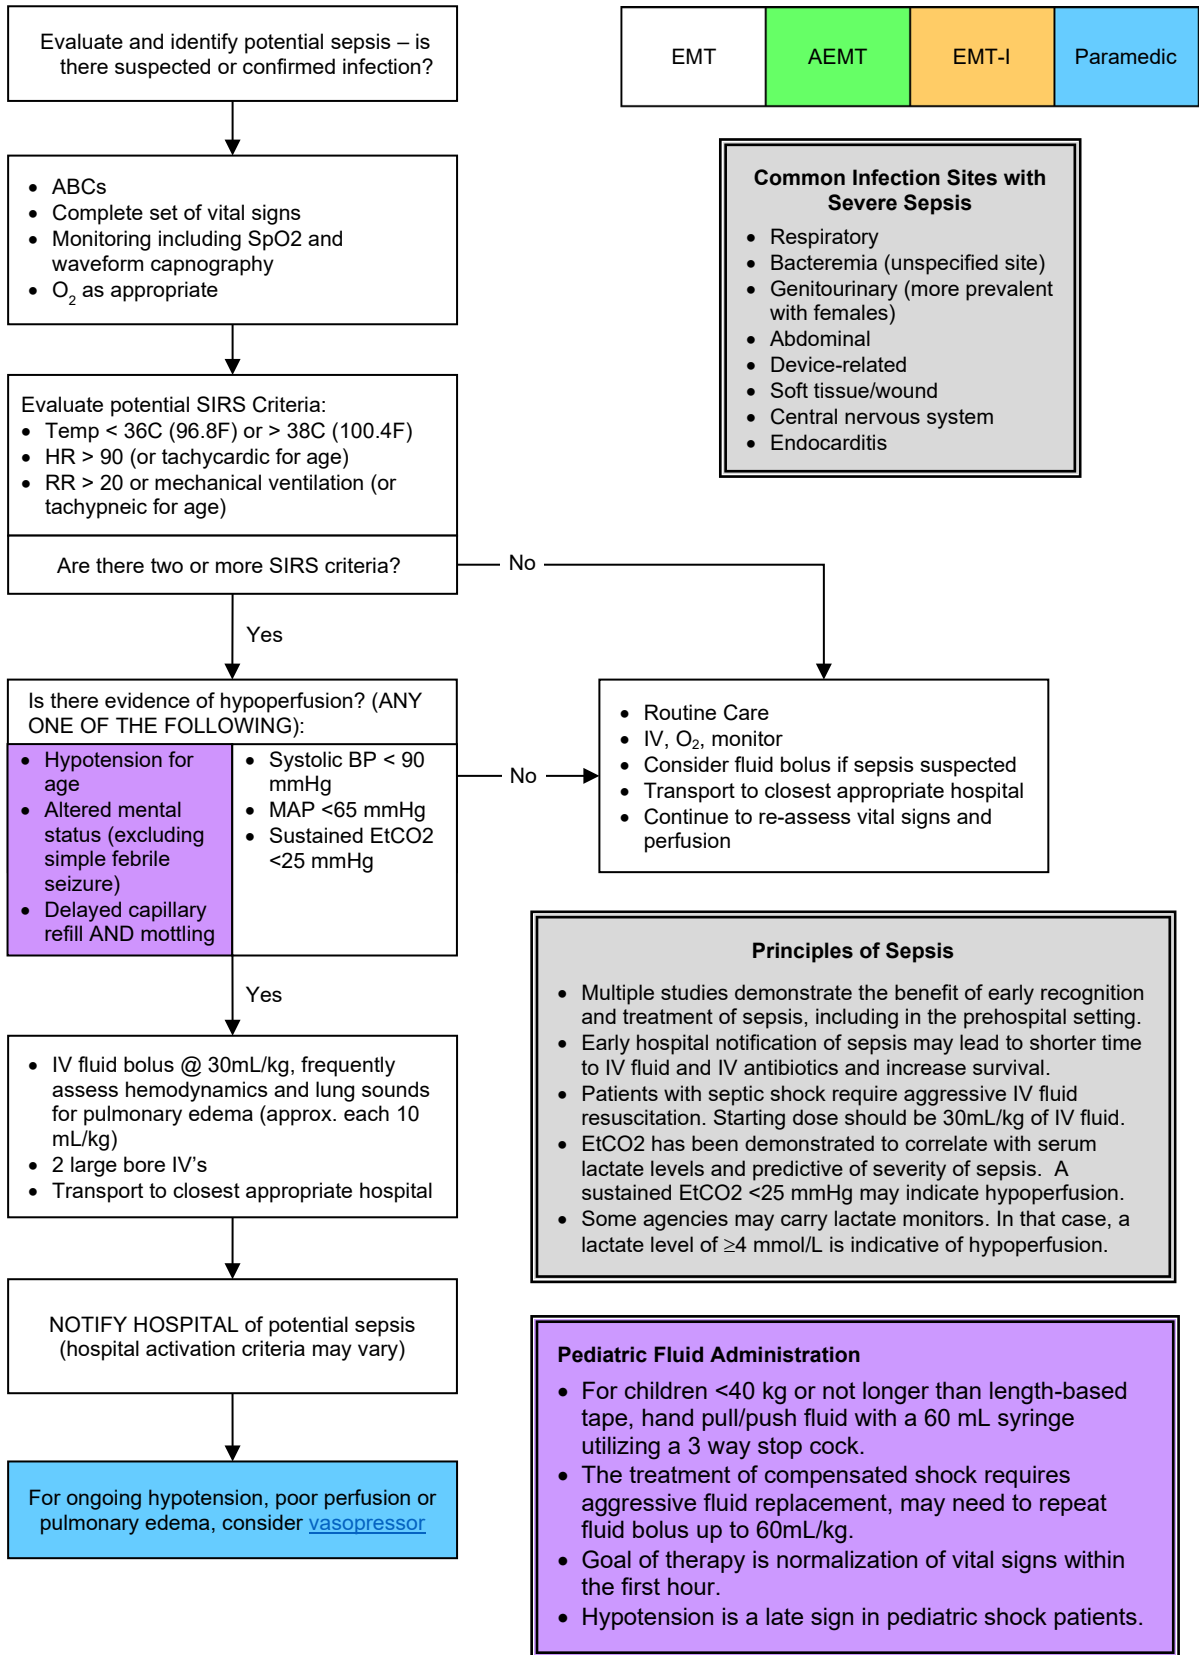 Evaluate and identify potential sepsis – is
there suspected or confirmed infection?
EMT
AEMT
EMT-I
Paramedic
• ABCs
• Complete set of vital signs
• Monitoring including SpO2 and
waveform capnography
• O2 as appropriate
Common Infection Sites with
Severe Sepsis
• Respiratory
• Bacteremia (unspecified site)
• Genitourinary (more prevalent
with females)
• Abdominal
• Device-related
• Soft tissue/wound
• Central nervous system
• Endocarditis
Evaluate potential SIRS Criteria:
• Temp < 36C (96.8F) or > 38C (100.4F)
• HR > 90 (or tachycardic for age)
• RR > 20 or mechanical ventilation (or
tachypneic for age)
Are there two or more SIRS criteria?
No
Yes
Is there evidence of hypoperfusion? (ANY
ONE OF THE FOLLOWING):
• Hypotension for
age
• Altered mental
status (excluding
simple febrile
seizure)
• Delayed capillary
refill AND mottling
• Systolic BP < 90
mmHg
• MAP <65 mmHg
• Sustained EtCO2
<25 mmHg
No
• Routine Care
• IV, O2, monitor
• Consider fluid bolus if sepsis suspected
• Transport to closest appropriate hospital
• Continue to re-assess vital signs and
perfusion
Yes
• IV fluid bolus @ 30mL/kg, frequently
assess hemodynamics and lung sounds
for pulmonary edema (approx. each 10
mL/kg)
• 2 large bore IV’s
• Transport to closest appropriate hospital
Principles of Sepsis
• Multiple studies demonstrate the benefit of early recognition
and treatment of sepsis, including in the prehospital setting.
• Early hospital notification of sepsis may lead to shorter time
to IV fluid and IV antibiotics and increase survival.
• Patients with septic shock require aggressive IV fluid
resuscitation. Starting dose should be 30mL/kg of IV fluid.
• EtCO2 has been demonstrated to correlate with serum
lactate levels and predictive of severity of sepsis. A
sustained EtCO2 <25 mmHg may indicate hypoperfusion.
• Some agencies may carry lactate monitors. In that case, a
lactate level of ≥4 mmol/L is indicative of hypoperfusion.
NOTIFY HOSPITAL of potential sepsis
(hospital activation criteria may vary)
For ongoing hypotension, poor perfusion or
pulmonary edema, consider vasopressor
Pediatric Fluid Administration
• For children <40 kg or not longer than length-based
tape, hand pull/push fluid with a 60 mL syringe
utilizing a 3 way stop cock.
• The treatment of compensated shock requires
aggressive fluid replacement, may need to repeat
fluid bolus up to 60mL/kg.
• Goal of therapy is normalization of vital signs within
the first hour.
• Hypotension is a late sign in pediatric shock patients.